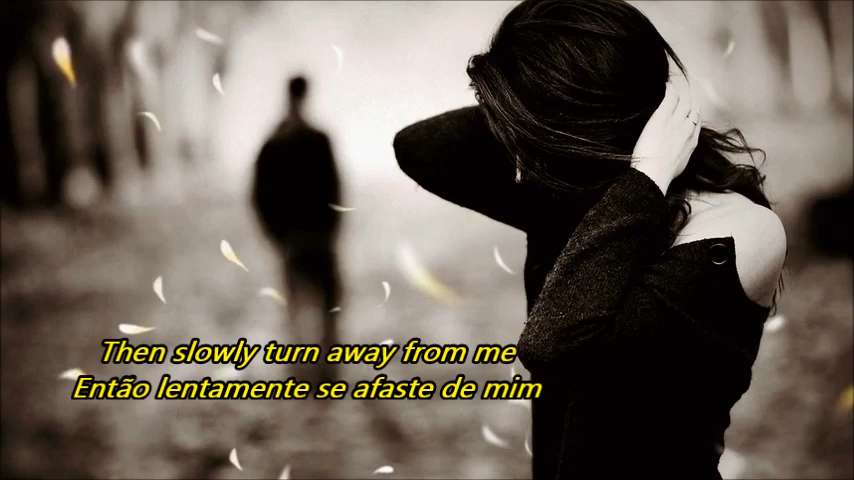 Then slowly turn away from me
Então lentamente se afaste de mim